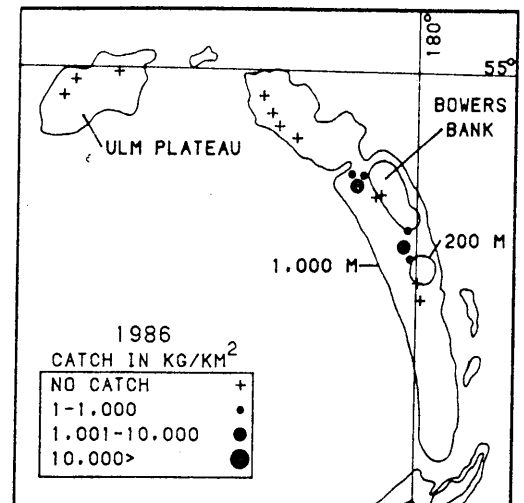 180°
55°
BOWERS
BANK
ULM PLATEAU
200 M
1.000 M
1986
CATCH IN KG/KM²
NO CATCH +
1-1.000
1.001-10.000
10.000>